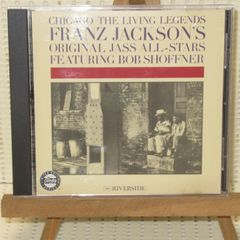 CHICAGO THE LIVING LEGENDS
FRANZ JACKSON'S
ORIGINAL JASS ALL-STARS
FEATURING BOB SHOFFNER
RIVERSIDE